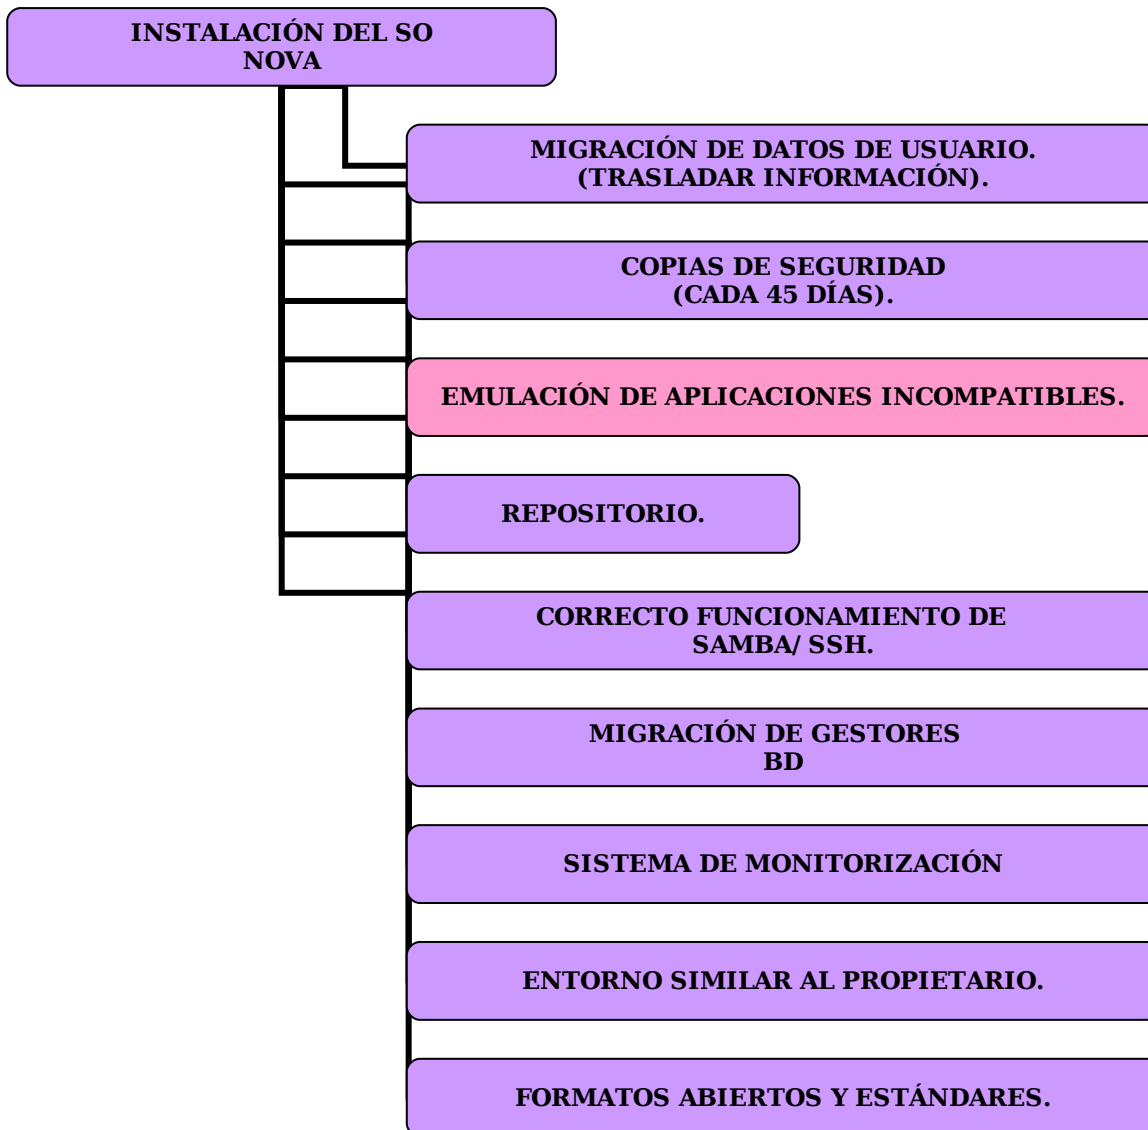 INSTALACIÓN DEL SO
NOVA
MIGRACIÓN DE DATOS DE USUARIO.
(TRASLADAR INFORMACIÓN).
COPIAS DE SEGURIDAD
(CADA 45 DÍAS).
EMULACIÓN DE APLICACIONES INCOMPATIBLES.
REPOSITORIO.
CORRECTO FUNCIONAMIENTO DE
SAMBA/ SSH.
MIGRACIÓN DE GESTORES
BD
SISTEMA DE MONITORIZACIÓN
ENTORNO SIMILAR AL PROPIETARIO.
FORMATOS ABIERTOS Y ESTÁNDARES.